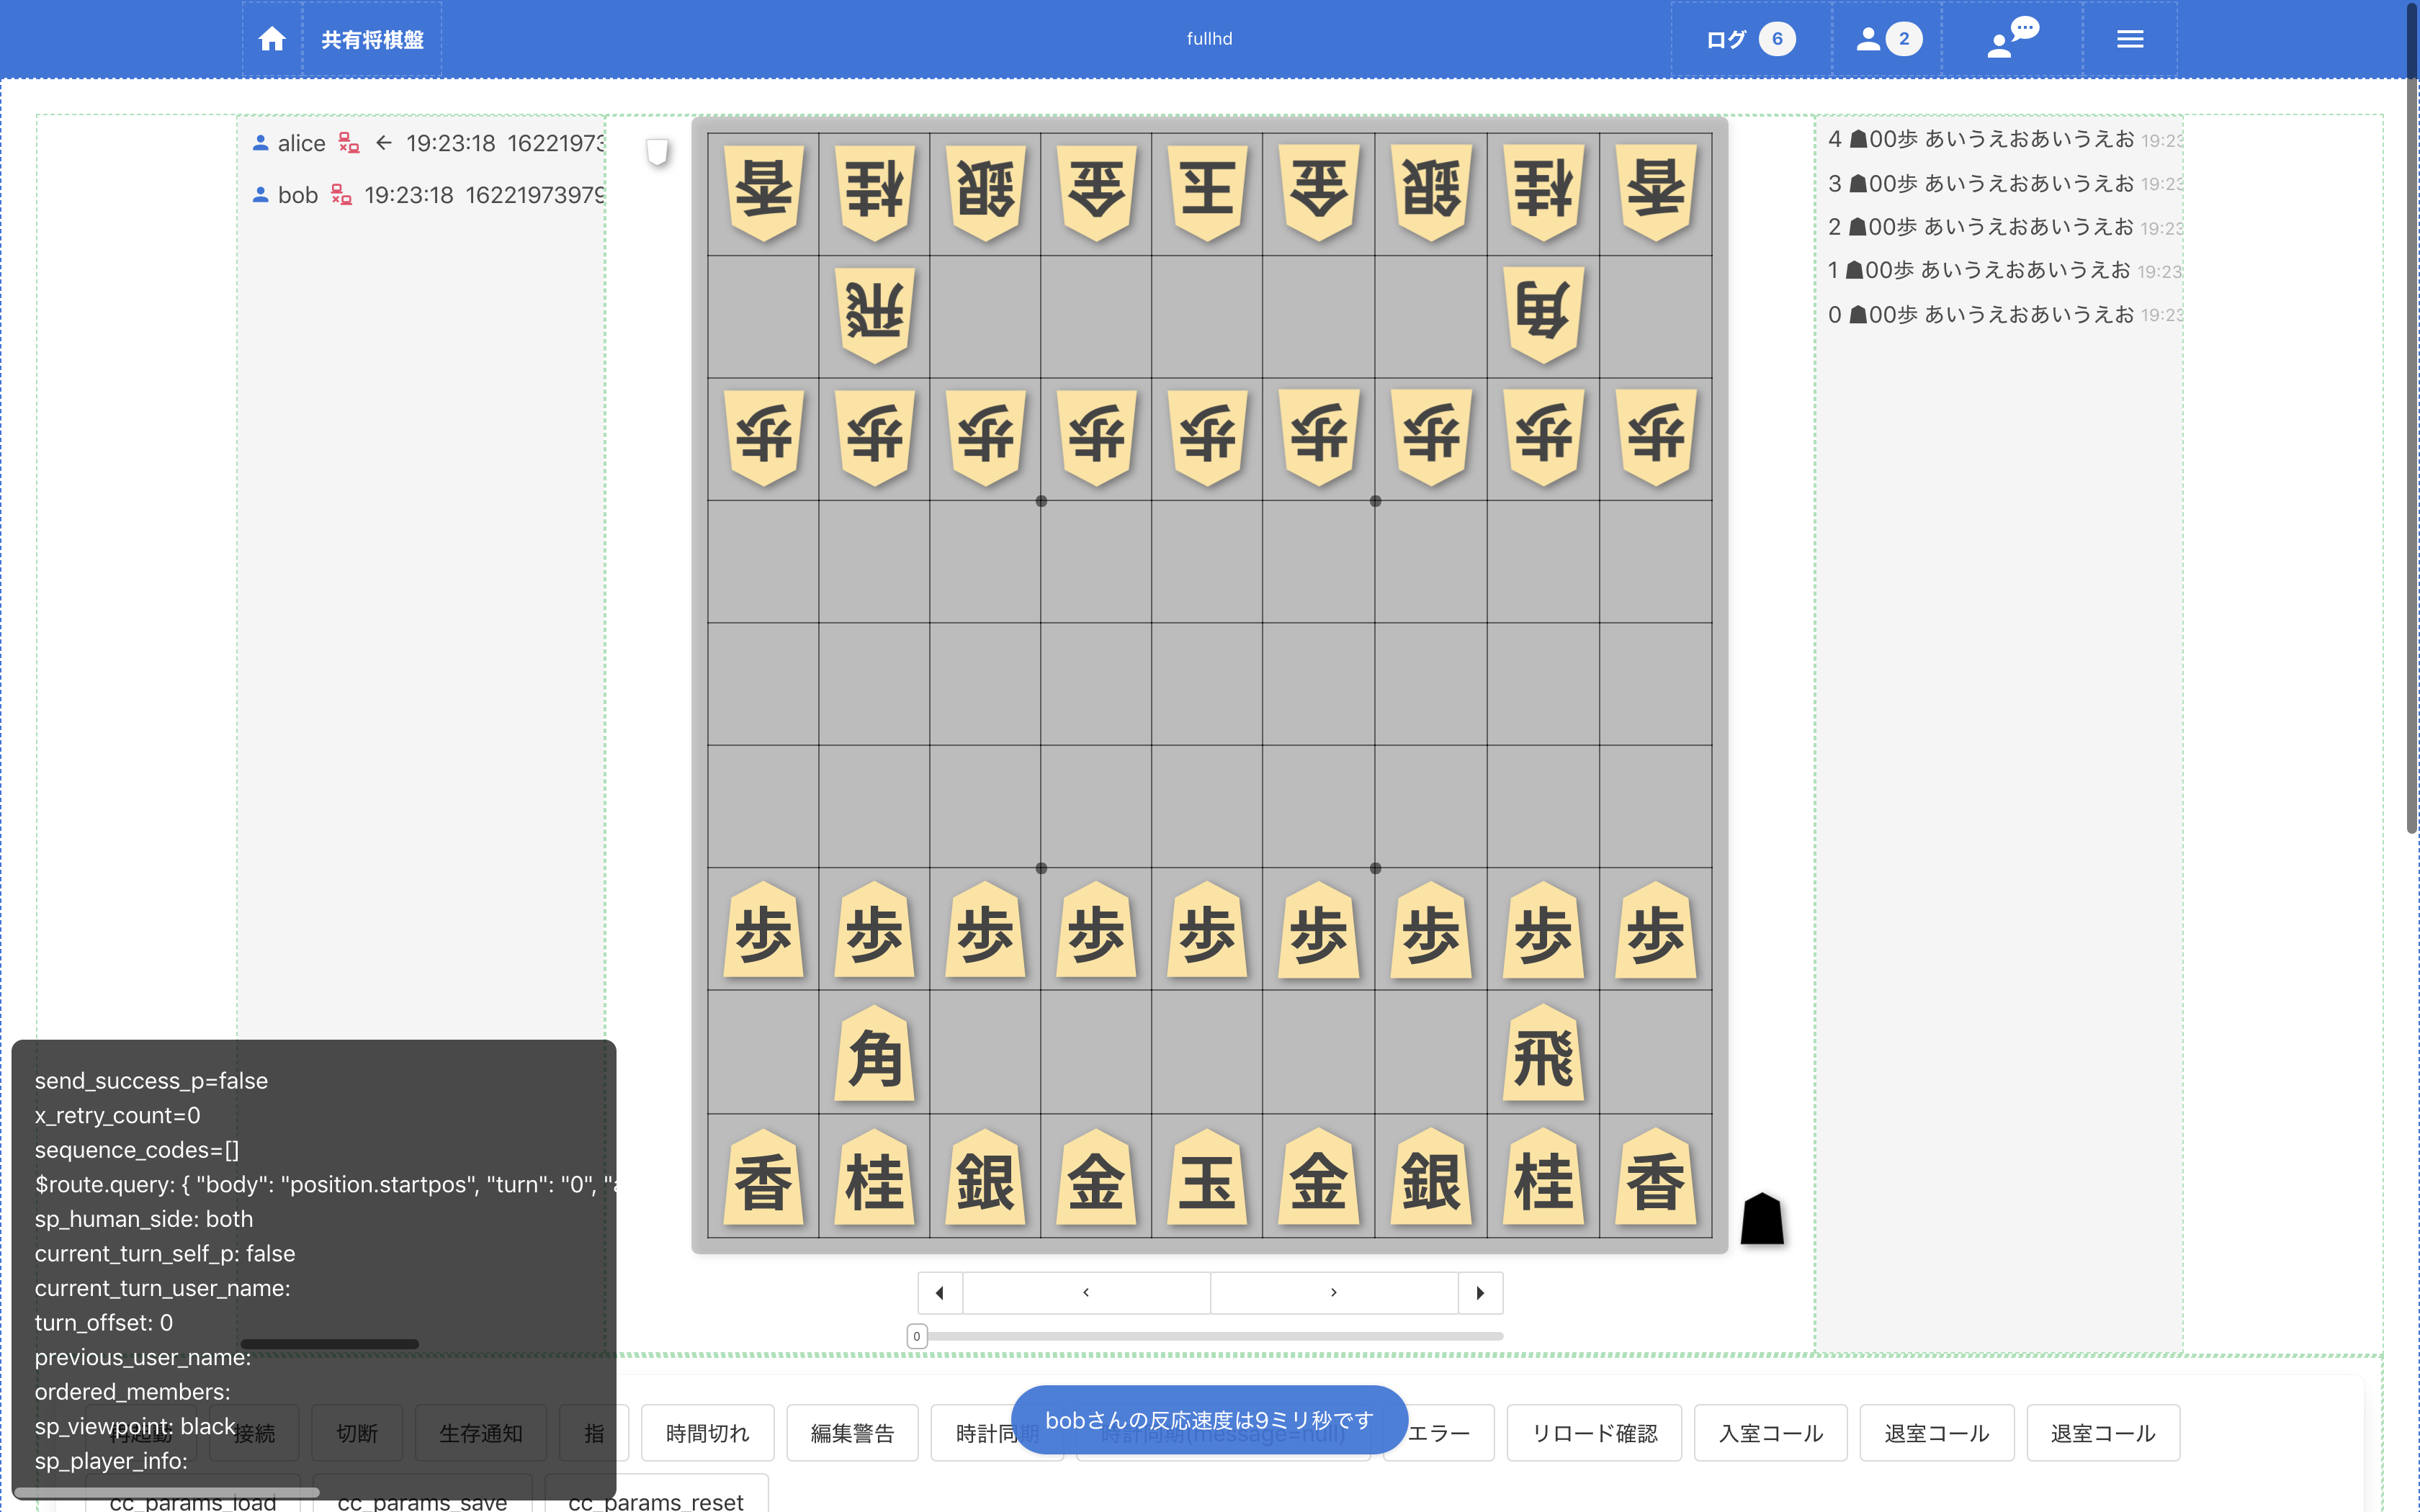 共有将棋盤
fullhd
ログ 6
2
alice ← 19:23:18 16221973
bob 19:23:18 16221973979
4 ☗00歩 あいうえおあいうえお 19:23
3 ☗00歩 あいうえおあいうえお 19:23
2 ☗00歩 あいうえおあいうえお 19:23
1 ☗00歩 あいうえおあいうえお 19:23
0 ☗00歩 あいうえおあいうえお 19:23
香 桂 銀 金 玉 金 銀 桂 香
飛 角
歩 歩 歩 歩 歩 歩 歩 歩 歩
歩 歩 歩 歩 歩 歩 歩 歩 歩
角 飛
香 桂 銀 金 玉 金 銀 桂 香
0
send_success_p=false
x_retry_count=0
sequence_codes=[]
$route.query: { "body": "position.startpos", "turn": "0", "a
sp_human_side: both
current_turn_self_p: false
current_turn_user_name:
turn_offset: 0
previous_user_name:
ordered_members:
sp_viewpoint: black
sp_player_info:
bobさんの反応速度は9ミリ秒です
再起動 接続 切断 生存通知 指 時間切れ 編集警告 時計同期 時計同期(message=null) エラー リロード確認 入室コール 退室コール 退室コール
cc_params_load cc_params_save cc_params_reset